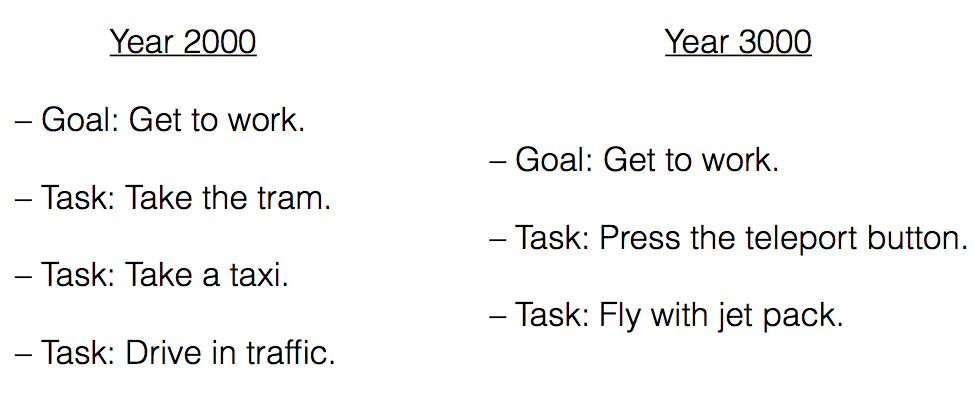 Year 2000
– Goal: Get to work.
– Task: Take the tram.
– Task: Take a taxi.
– Task: Drive in traffic.
Year 3000
– Goal: Get to work.
– Task: Press the teleport button.
– Task: Fly with jet pack.